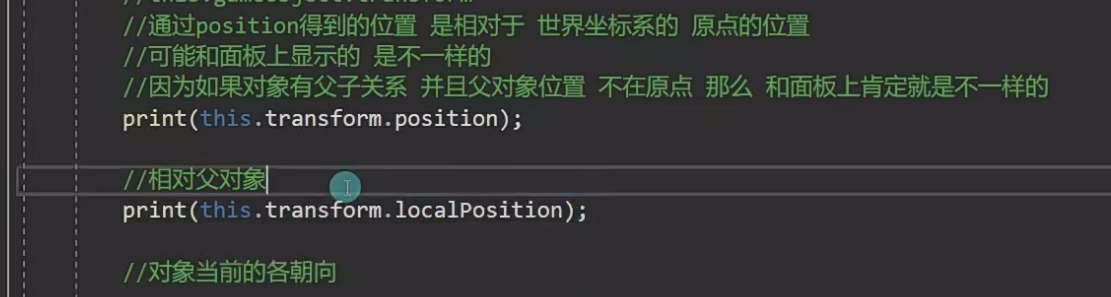 //this.gameObject.transform
//通过position得到的位置 是相对于 世界坐标系的 原点的位置
//可能和面板上显示的 是不一样的
//因为如果对象有父子关系 并且父对象位置 不在原点 那么 和面板上肯定就是不一样的
print(this.transform.position);
//相对父对象
print(this.transform.localPosition);
//对象当前的各朝向